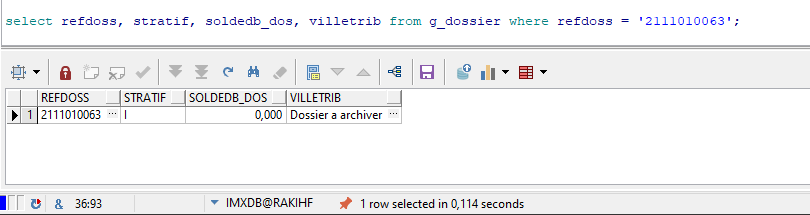 select refdoss, stratif, soldedb_dos, villetrib from g_dossier where refdoss = '2111010063';
REFDOSS STRATIF SOLDEDB_DOS VILLETRIB
1 2111010063 ... I 0,000 Dossier a archiver ...
& 36:93 IMXDB@RAKIHF 1 row selected in 0,114 seconds